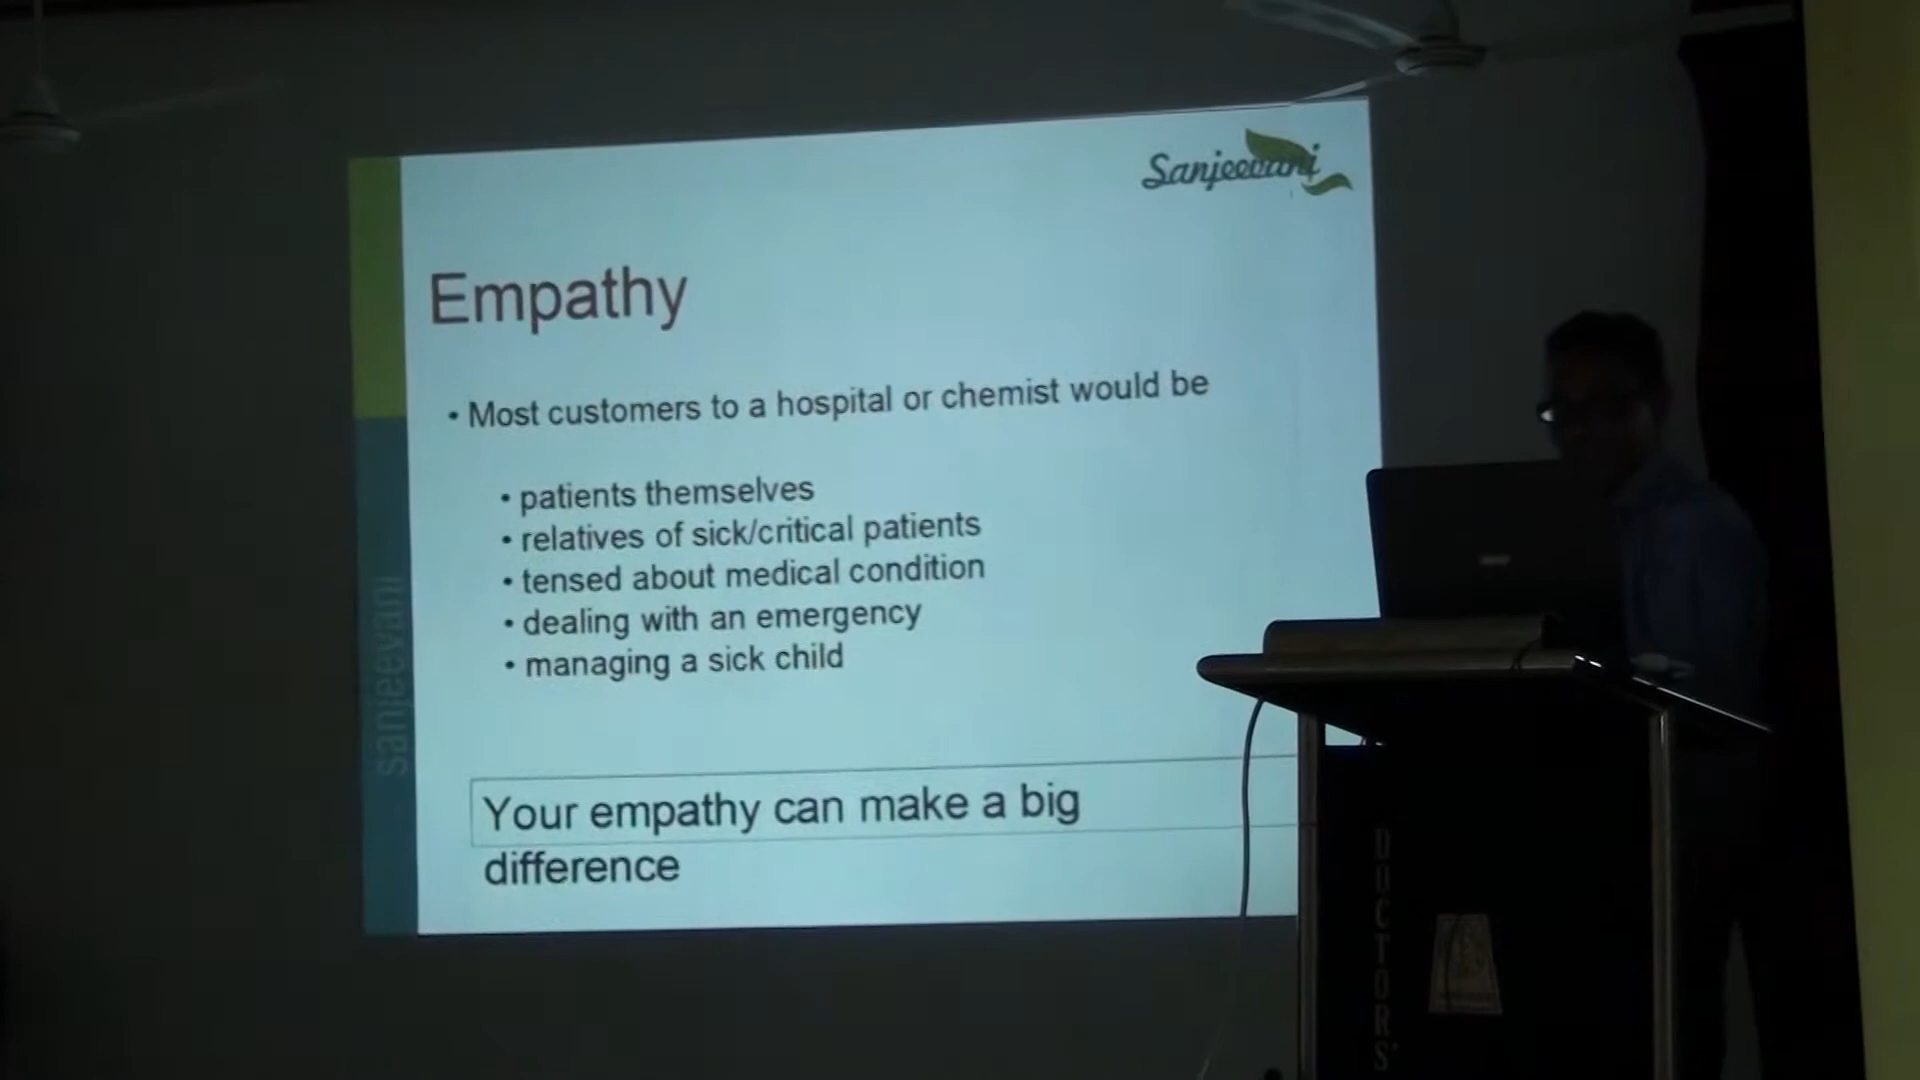 Sanjeevani
Empathy
• Most customers to a hospital or chemist would be
• patients themselves
• relatives of sick/critical patients
• tensed about medical condition
• dealing with an emergency
• managing a sick child
Your empathy can make a big
difference
Sanjeevani
DOCTORS'